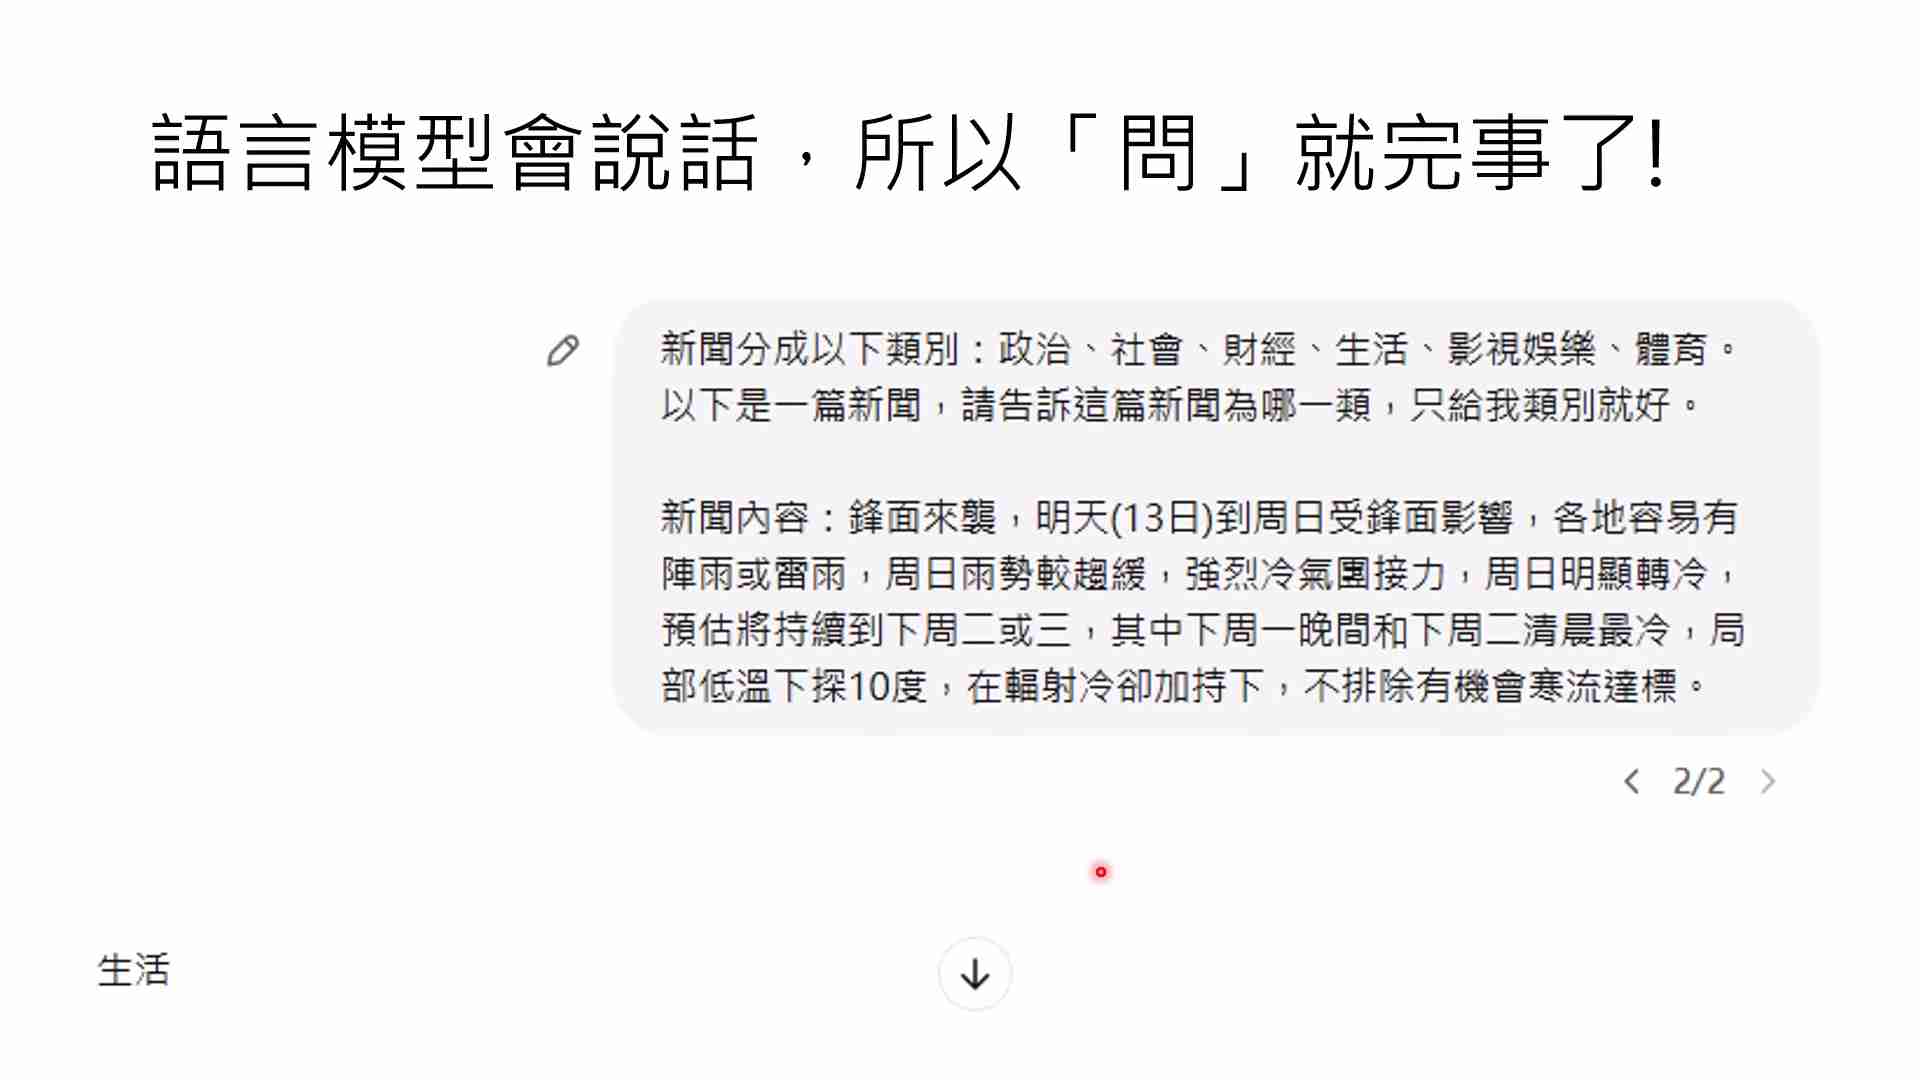 語言模型會說話，所以「問」就完事了!
新聞分成以下類別：政治、社會、財經、生活、影視娛樂、體育。
以下是一篇新聞，請告訴這篇新聞為哪一類，只給我類別就好。
新聞內容：鋒面來襲，明天(13日)到周日受鋒面影響，各地容易有
陣雨或雷雨，周日雨勢較趨緩，強烈冷氣團接力，周日明顯轉冷，
預估將持續到下周二或三，其中下周一晚間和下周二清晨最冷，局
部低溫下探10度，在輻射冷卻加持下，不排除有機會寒流達標。
2/2
生活